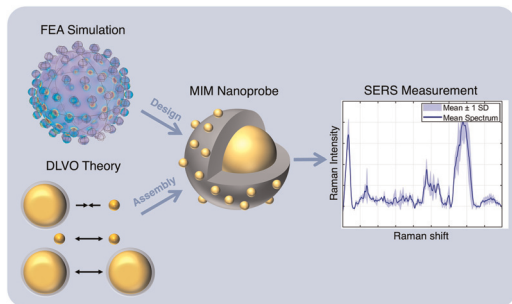 FEA Simulation
Design
DLVO Theory
Assembly
MIM Nanoprobe
SERS Measurement
Mean ± 1 SD
Mean Spectrum
Raman Intensity
Raman shift